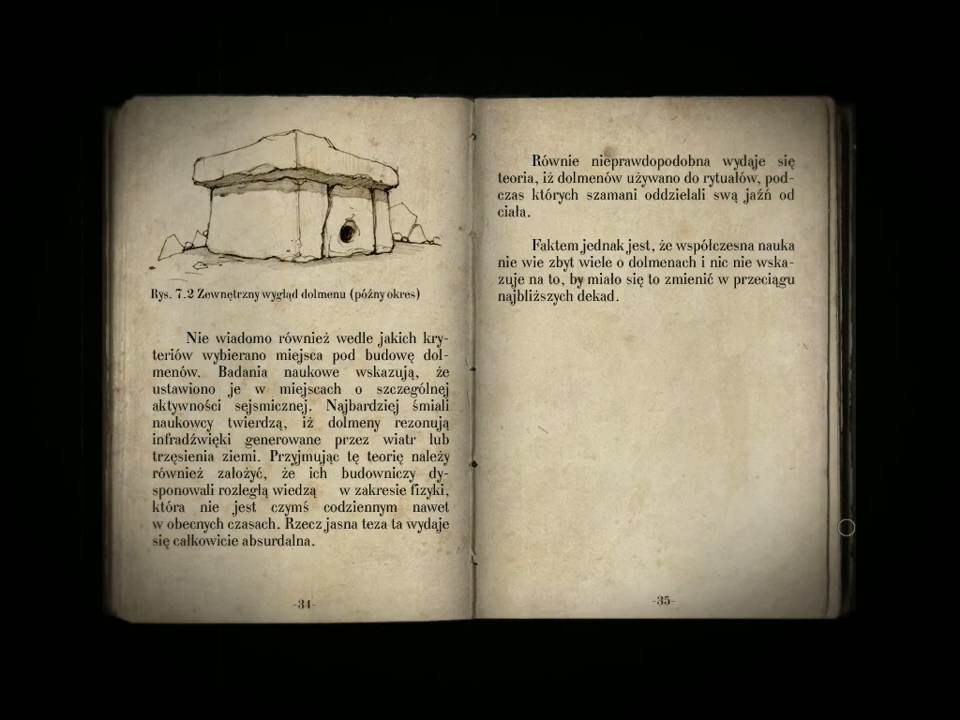 Rys. 7.2 Zewnętrzny wygląd dolmenu (późny okres)
Nie wiadomo również wedle jakich kry-
teriów wybierano miejsca pod budowę dol-
menów. Badania naukowe wskazują, że
ustawiono je w miejscach o szczególnej
aktywności sejsmicznej. Najbardziej śmiali
naukowcy twierdzą, iż dolmeny rezonują
infradźwięki generowane przez wiatr lub
trzęsienia ziemi. Przyjmując tę teorię należy
również założyć, że ich budowniczy dy-
sponowali rozległą wiedzą w zakresie fizyki,
która nie jest czymś codziennym nawet
w obecnych czasach. Rzecz jasna teza ta wydaje
się całkowicie absurdalna.
-34-
Równie nieprawdopodobna wydaje się
teoria, iż dolmenów używano do rytuałów, pod-
czas których szamani oddzielali swą jaźń od
ciała.
Faktem jednak jest, że współczesna nauka
nie wie zbyt wiele o dolmenach i nic nie wska-
zuje na to, by miało się to zmienić w przeciągu
najbliższych dekad.
-35-